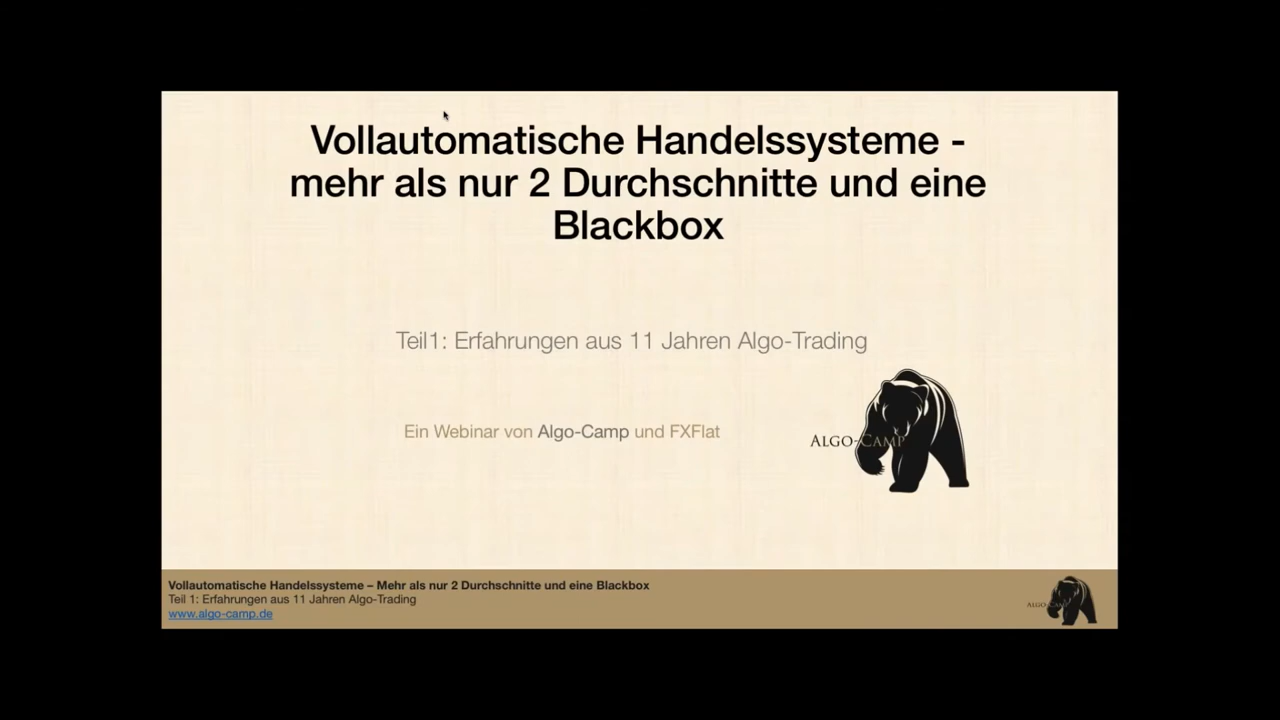 Vollautomatische Handelssysteme -
mehr als nur 2 Durchschnitte und eine
Blackbox
Teil1: Erfahrungen aus 11 Jahren Algo-Trading
Ein Webinar von Algo-Camp und FXFlat
ALGO-CAMP
Vollautomatische Handelssysteme – Mehr als nur 2 Durchschnitte und eine Blackbox
Teil 1: Erfahrungen aus 11 Jahren Algo-Trading
www.algo-camp.de
ALGO-CAMP